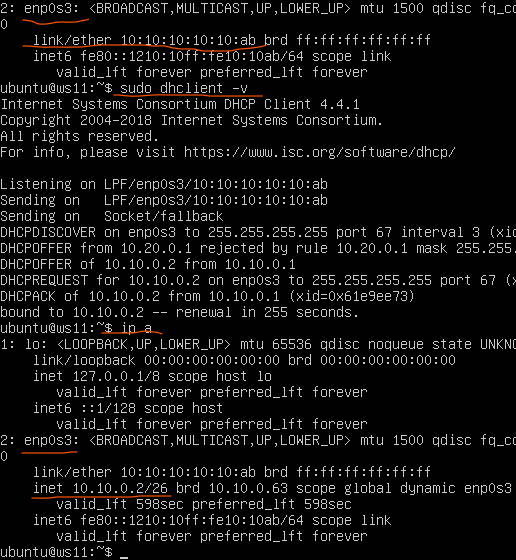 2: enp0s3: <BROADCAST,MULTICAST,UP,LOWER_UP> mtu 1500 qdisc fq_co
0
link/ether 10:10:10:10:10:ab brd ff:ff:ff:ff:ff:ff
inet6 fe80::1210:10ff:fe10:10ab/64 scope link
valid_lft forever preferred_lft forever
ubuntu@ws11:~$ sudo dhclient -v
Internet Systems Consortium DHCP Client 4.4.1
Copyright 2004-2018 Internet Systems Consortium.
All rights reserved.
For info, please visit https://www.isc.org/software/dhcp/
Listening on LPF/enp0s3/10:10:10:10:10:ab
Sending on   LPF/enp0s3/10:10:10:10:10:ab
Sending on   Socket/fallback
DHCPDISCOVER on enp0s3 to 255.255.255.255 port 67 interval 3 (xid
DHCPOFFER from 10.20.0.1 rejected by rule 10.20.0.1 mask 255.255.
DHCPOFFER of 10.10.0.2 from 10.10.0.1
DHCPREQUEST for 10.10.0.2 on enp0s3 to 255.255.255.255 port 67 (x
DHCPACK of 10.10.0.2 from 10.10.0.1 (xid=0x61e9ee73)
bound to 10.10.0.2 -- renewal in 255 seconds.
ubuntu@ws11:~$ ip a
1: lo: <LOOPBACK,UP,LOWER_UP> mtu 65536 qdisc noqueue state UNKNO
link/loopback 00:00:00:00:00:00 brd 00:00:00:00:00:00
inet 127.0.0.1/8 scope host lo
valid_lft forever preferred_lft forever
inet6 ::1/128 scope host
valid_lft forever preferred_lft forever
2: enp0s3: <BROADCAST,MULTICAST,UP,LOWER_UP> mtu 1500 qdisc fq_co
0
link/ether 10:10:10:10:10:ab brd ff:ff:ff:ff:ff:ff
inet 10.10.0.2/26 brd 10.10.0.63 scope global dynamic enp0s3
valid_lft 598sec preferred_lft 598sec
inet6 fe80::1210:10ff:fe10:10ab/64 scope link
valid_lft forever preferred_lft forever
ubuntu@ws11:~$ _